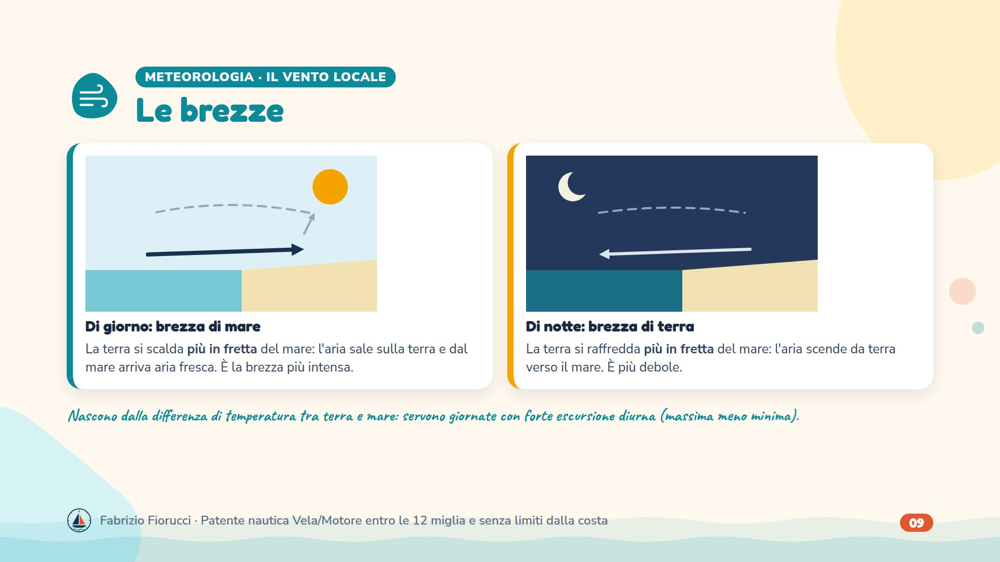 METEOROLOGIA · IL VENTO LOCALE
Le brezze
Di giorno: brezza di mare
La terra si scalda più in fretta del mare: l'aria sale sulla terra e dal
mare arriva aria fresca. È la brezza più intensa.
Di notte: brezza di terra
La terra si raffredda più in fretta del mare: l'aria scende da terra
verso il mare. È più debole.
Nascono dalla differenza di temperatura tra terra e mare: servono giornate con forte escursione diurna (massima meno minima).
Fabrizio Fiorucci · Patente nautica Vela/Motore entro le 12 miglia e senza limiti dalla costa
09